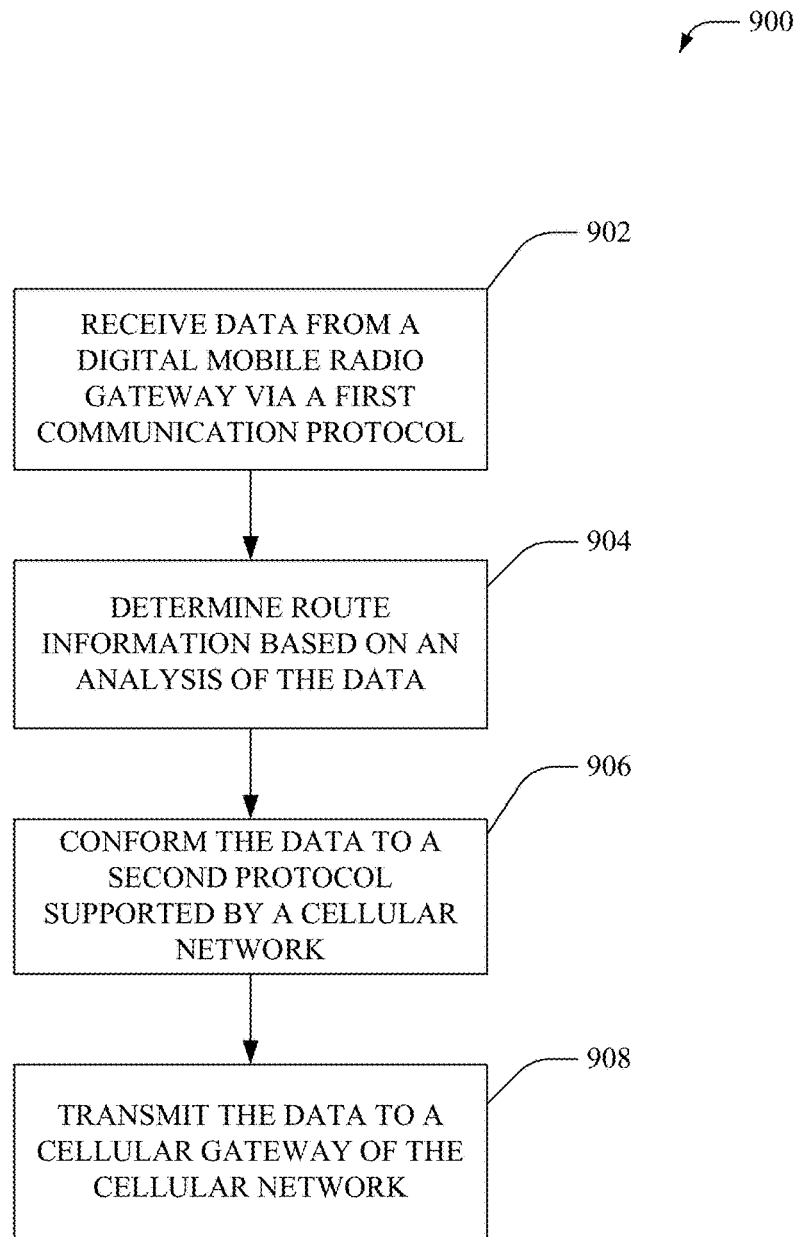 900
902
RECEIVE DATA FROM A
DIGITAL MOBILE RADIO
GATEWAY VIA A FIRST
COMMUNICATION PROTOCOL
904
DETERMINE ROUTE
INFORMATION BASED ON AN
ANALYSIS OF THE DATA
906
CONFORM THE DATA TO A
SECOND PROTOCOL
SUPPORTED BY A CELLULAR
NETWORK
908
TRANSMIT THE DATA TO A
CELLULAR GATEWAY OF THE
CELLULAR NETWORK